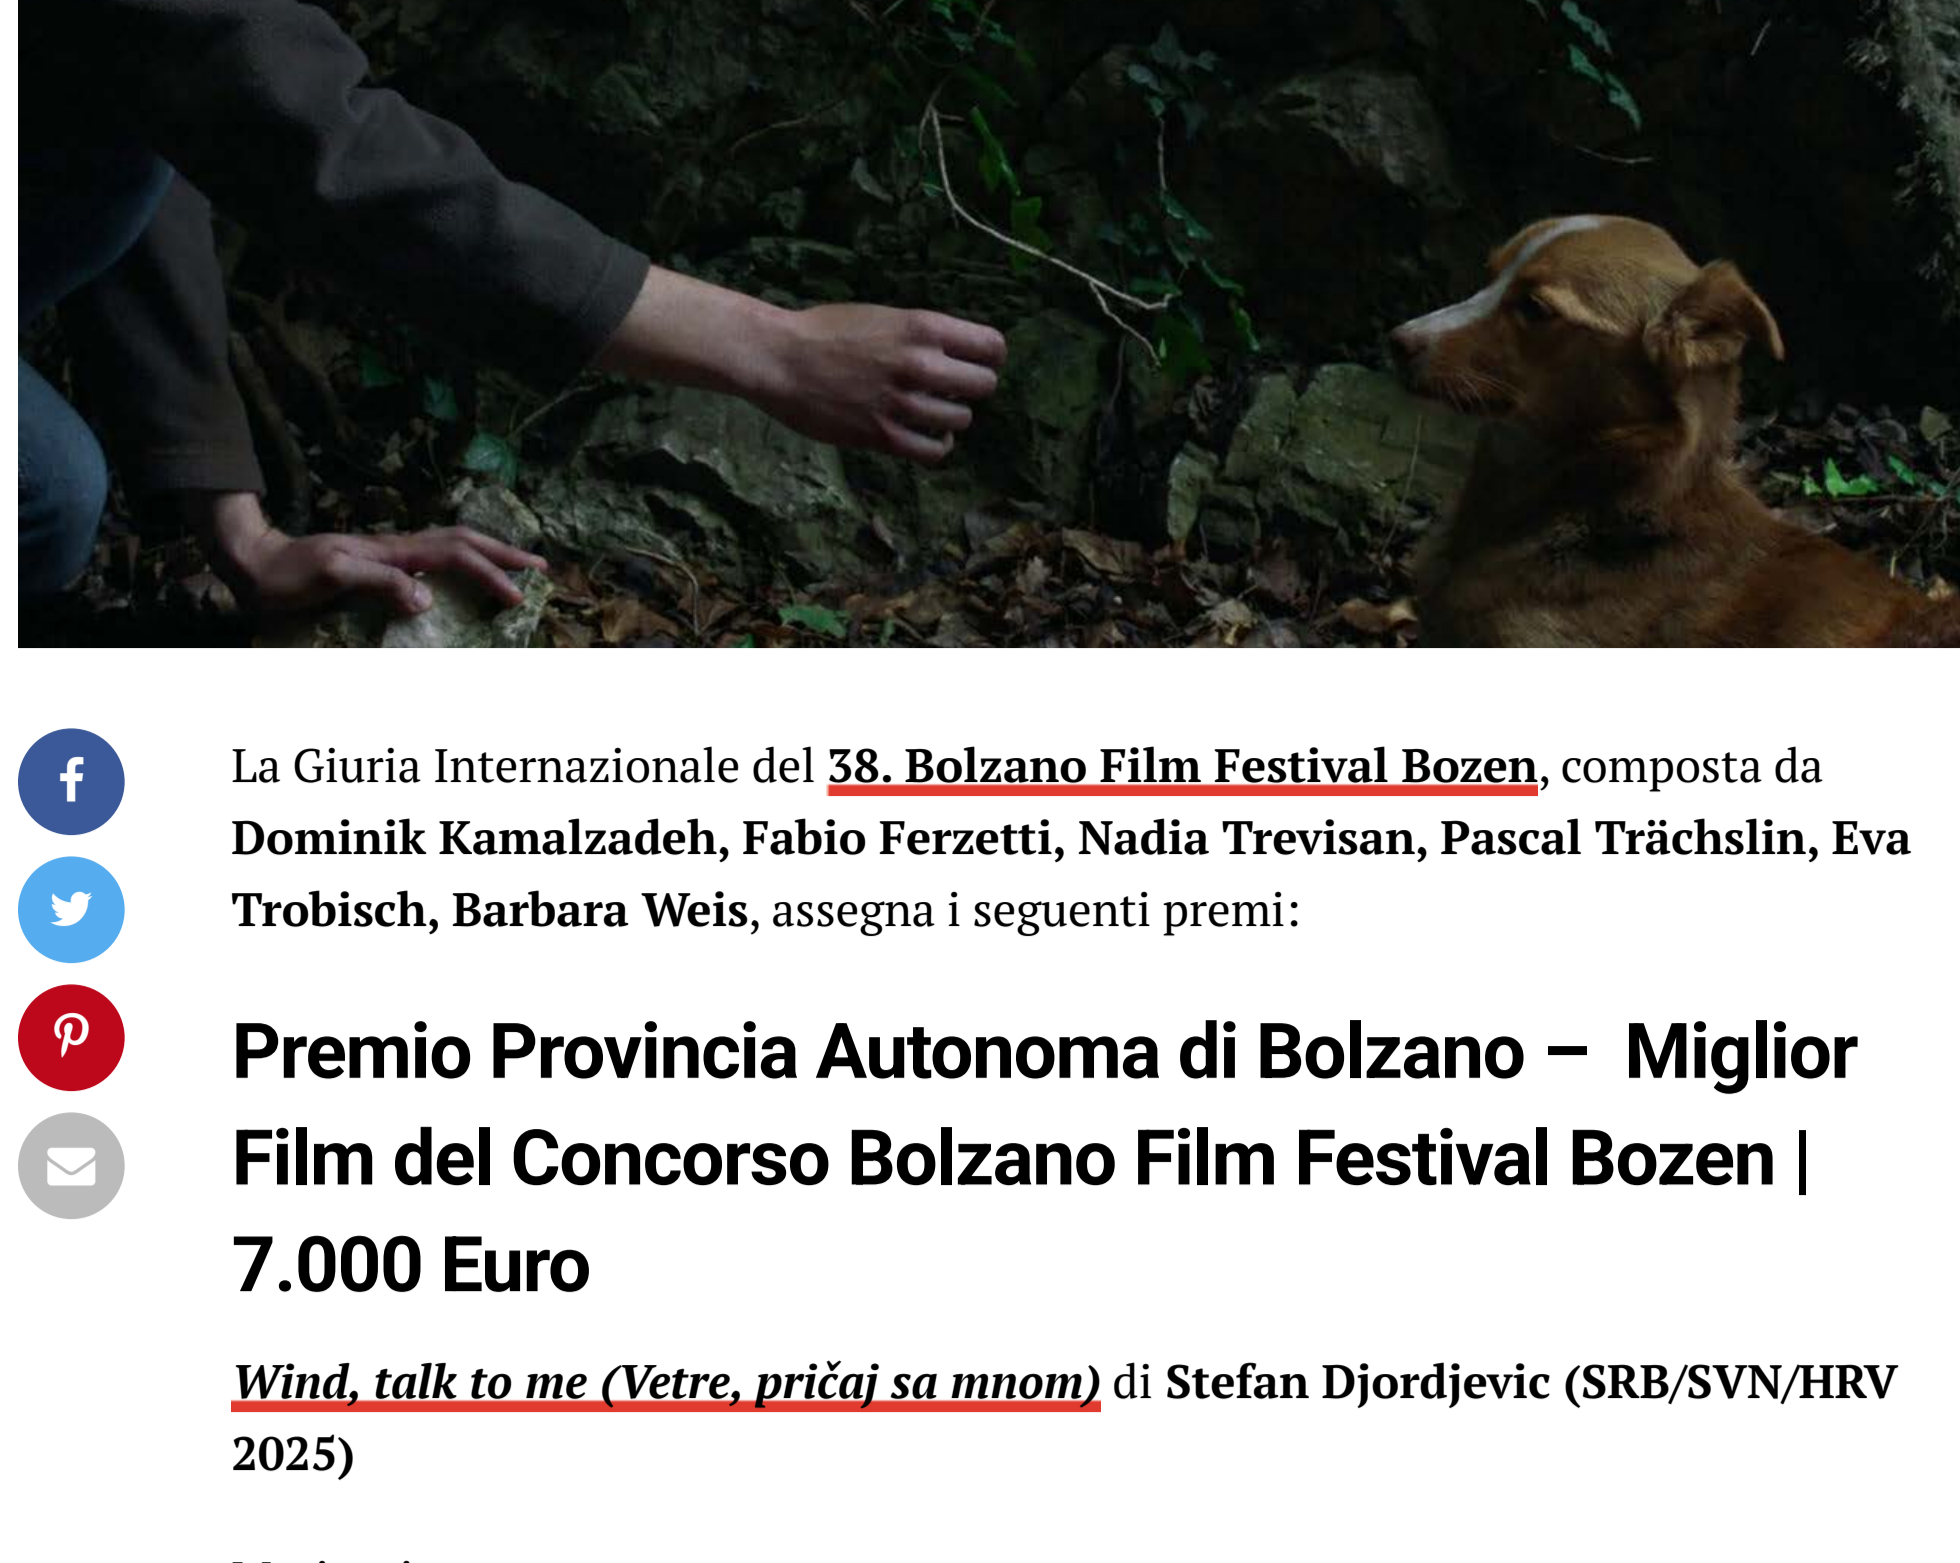 La Giuria Internazionale del 38. Bolzano Film Festival Bozen, composta da
Dominik Kamalzadeh, Fabio Ferzetti, Nadia Trevisan, Pascal Trächslin, Eva
Trobisch, Barbara Weis, assegna i seguenti premi:
Premio Provincia Autonoma di Bolzano – Miglior
Film del Concorso Bolzano Film Festival Bozen |
7.000 Euro
Wind, talk to me (Vetre, pričaj sa mnom) di Stefan Djordjevic (SRB/SVN/HRV
2025)